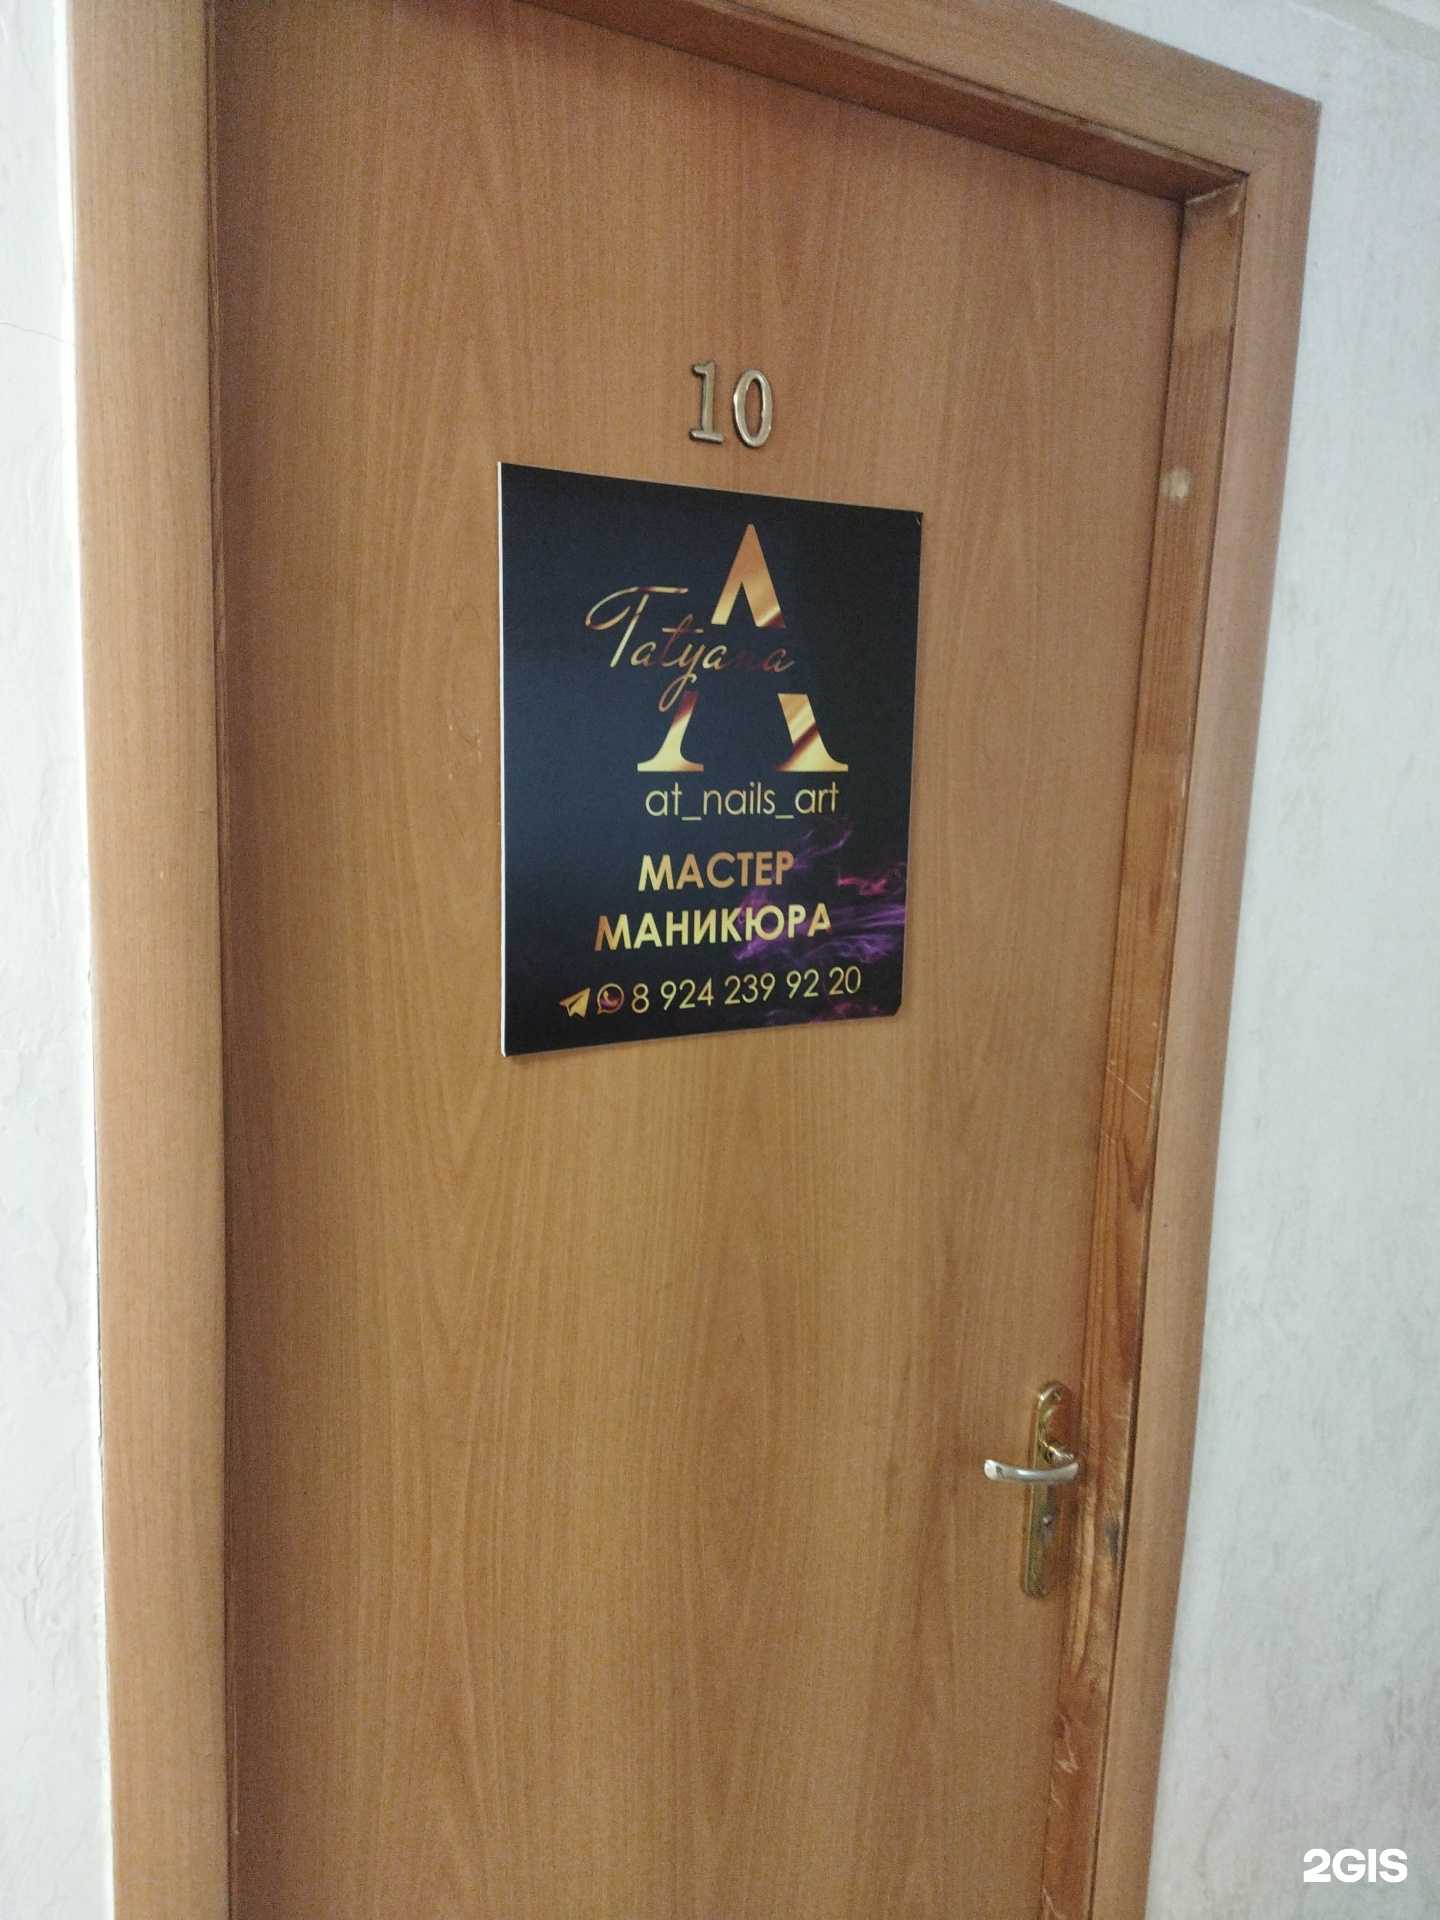 10
A
Tatyana
at_nails_art
МАСТЕР
МАНИКЮРА
8 924 239 92 20
2GIS